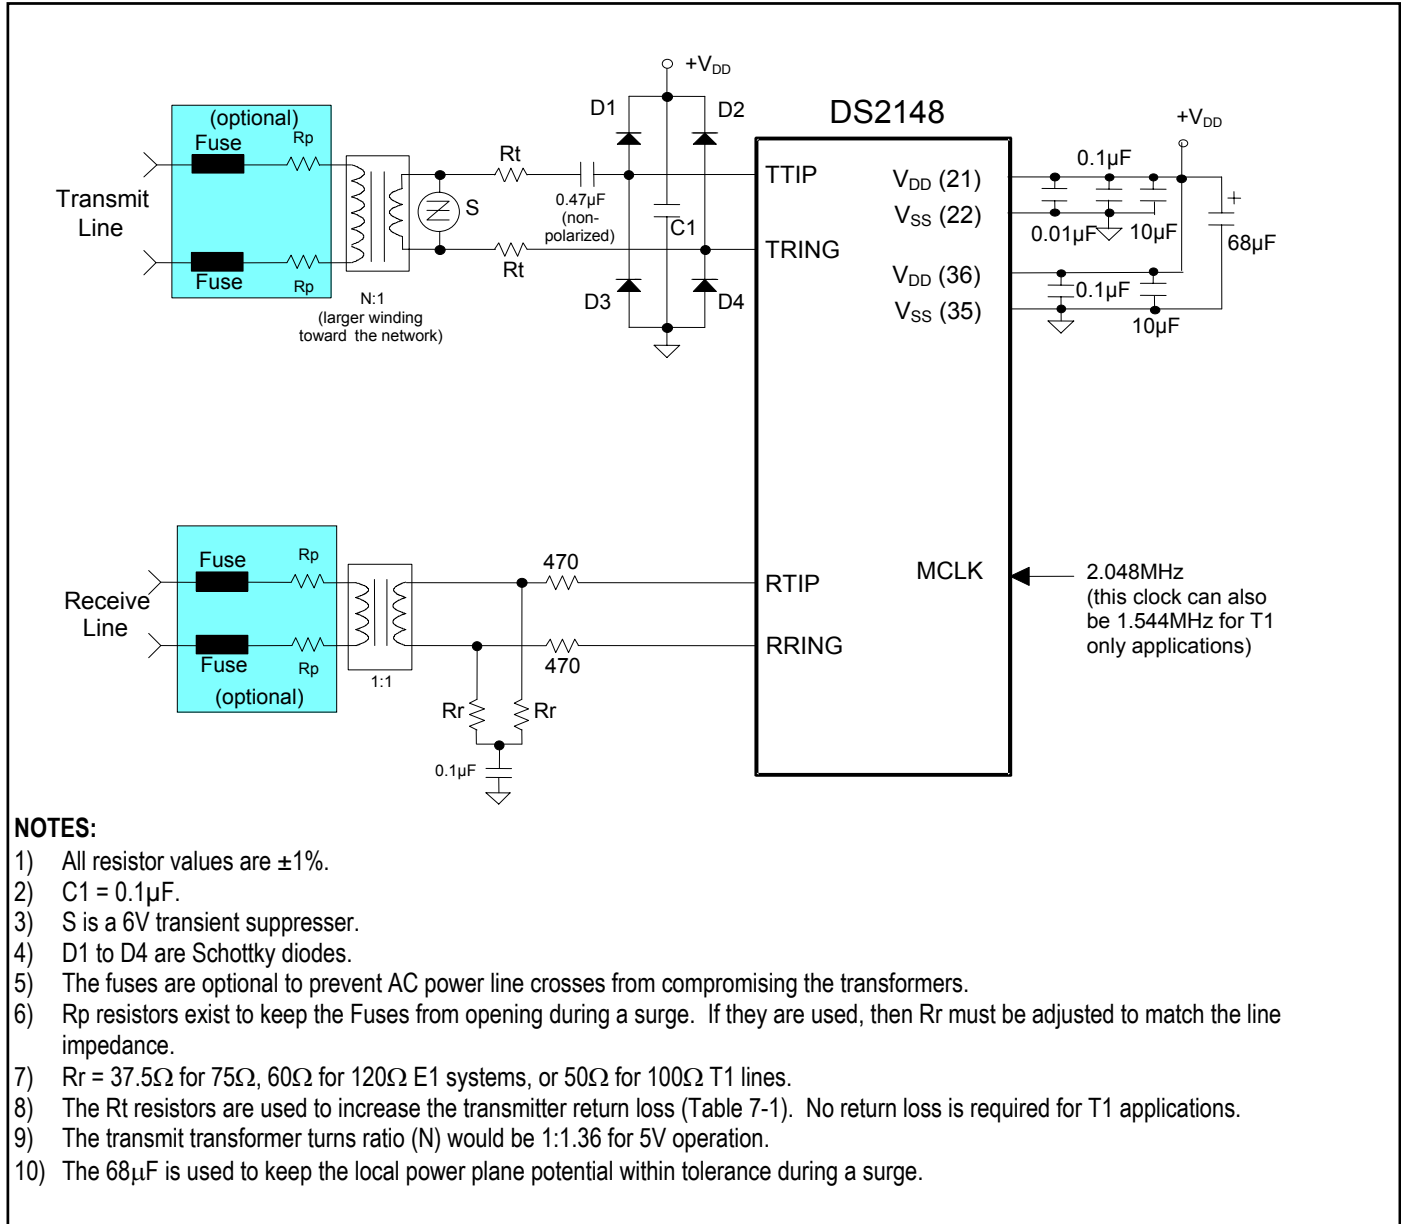 +VDD
(optional)
Fuse
Rp
D1
D2
DS2148
+VDD
Rt
TTIP
VDD (21)
0.1µF
Transmit
Line
S
0.47µF
(non-
polarized)
C1
VSS (22)
0.01µF
10µF
+
68µF
Rt
TRING
Fuse
Rp
D3
D4
VDD (36)
0.1µF
VSS (35)
10µF
N:1
(larger winding
toward the network)
Fuse
Rp
470
RTIP
MCLK
2.048MHz
(this clock can also
be 1.544MHz for T1
only applications)
Receive
Line
RRING
Fuse
Rp
470
(optional)
1:1
Rr
Rr
0.1µF
NOTES:
1) All resistor values are ±1%.
2) C1 = 0.1µF.
3) S is a 6V transient suppresser.
4) D1 to D4 are Schottky diodes.
5) The fuses are optional to prevent AC power line crosses from compromising the transformers.
6) Rp resistors exist to keep the Fuses from opening during a surge. If they are used, then Rr must be adjusted to match the line
impedance.
7) Rr = 37.5Ω for 75Ω, 60Ω for 120Ω E1 systems, or 50Ω for 100Ω T1 lines.
8) The Rt resistors are used to increase the transmitter return loss (Table 7-1). No return loss is required for T1 applications.
9) The transmit transformer turns ratio (N) would be 1:1.36 for 5V operation.
10) The 68µF is used to keep the local power plane potential within tolerance during a surge.